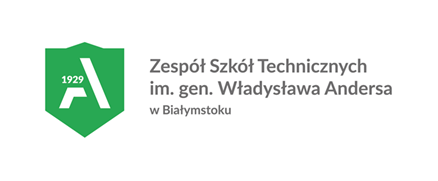 1929
Zespół Szkół Technicznych
im. gen. Władysława Andersa
w Białymstoku